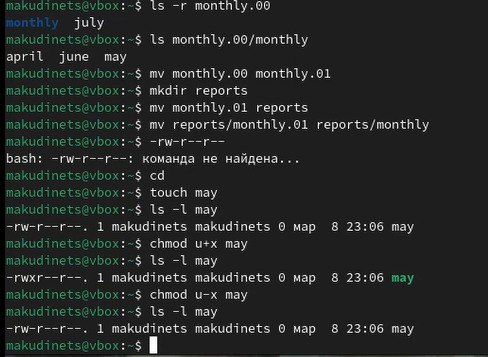 makudinets@vbox:~$ ls -r monthly.00
monthly  july
makudinets@vbox:~$ ls monthly.00/monthly
april  june  may
makudinets@vbox:~$ mv monthly.00 monthly.01
makudinets@vbox:~$ mkdir reports
makudinets@vbox:~$ mv monthly.01 reports
makudinets@vbox:~$ mv reports/monthly.01 reports/monthly
makudinets@vbox:~$ -rw-r--r--
bash: -rw-r--r--: команда не найдена...
makudinets@vbox:~$ cd
makudinets@vbox:~$ touch may
makudinets@vbox:~$ ls -l may
-rw-r--r--. 1 makudinets makudinets 0 мар  8 23:06 may
makudinets@vbox:~$ chmod u+x may
makudinets@vbox:~$ ls -l may
-rwxr--r--. 1 makudinets makudinets 0 мар  8 23:06 may
makudinets@vbox:~$ chmod u-x may
makudinets@vbox:~$ ls -l may
-rw-r--r--. 1 makudinets makudinets 0 мар  8 23:06 may
makudinets@vbox:~$